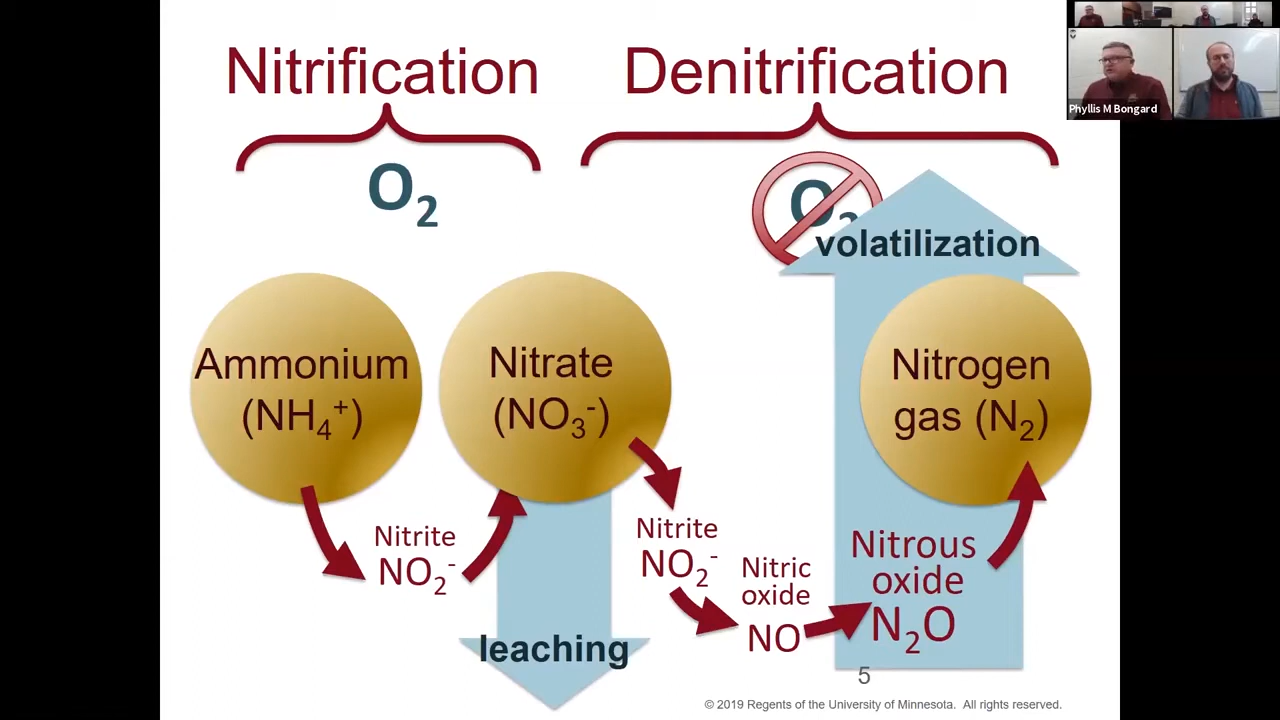 Nitrification
Denitrification
O₂
O₂
volatilization
Ammonium
(NH₄⁺)
Nitrate
(NO₃⁻)
Nitrogen
gas (N₂)
Nitrite
NO₂⁻
Nitrite
NO₂⁻
Nitric
oxide
NO
Nitrous
oxide
N₂O
leaching
5
© 2019 Regents of the University of Minnesota. All rights reserved.
Phyllis M Bongard